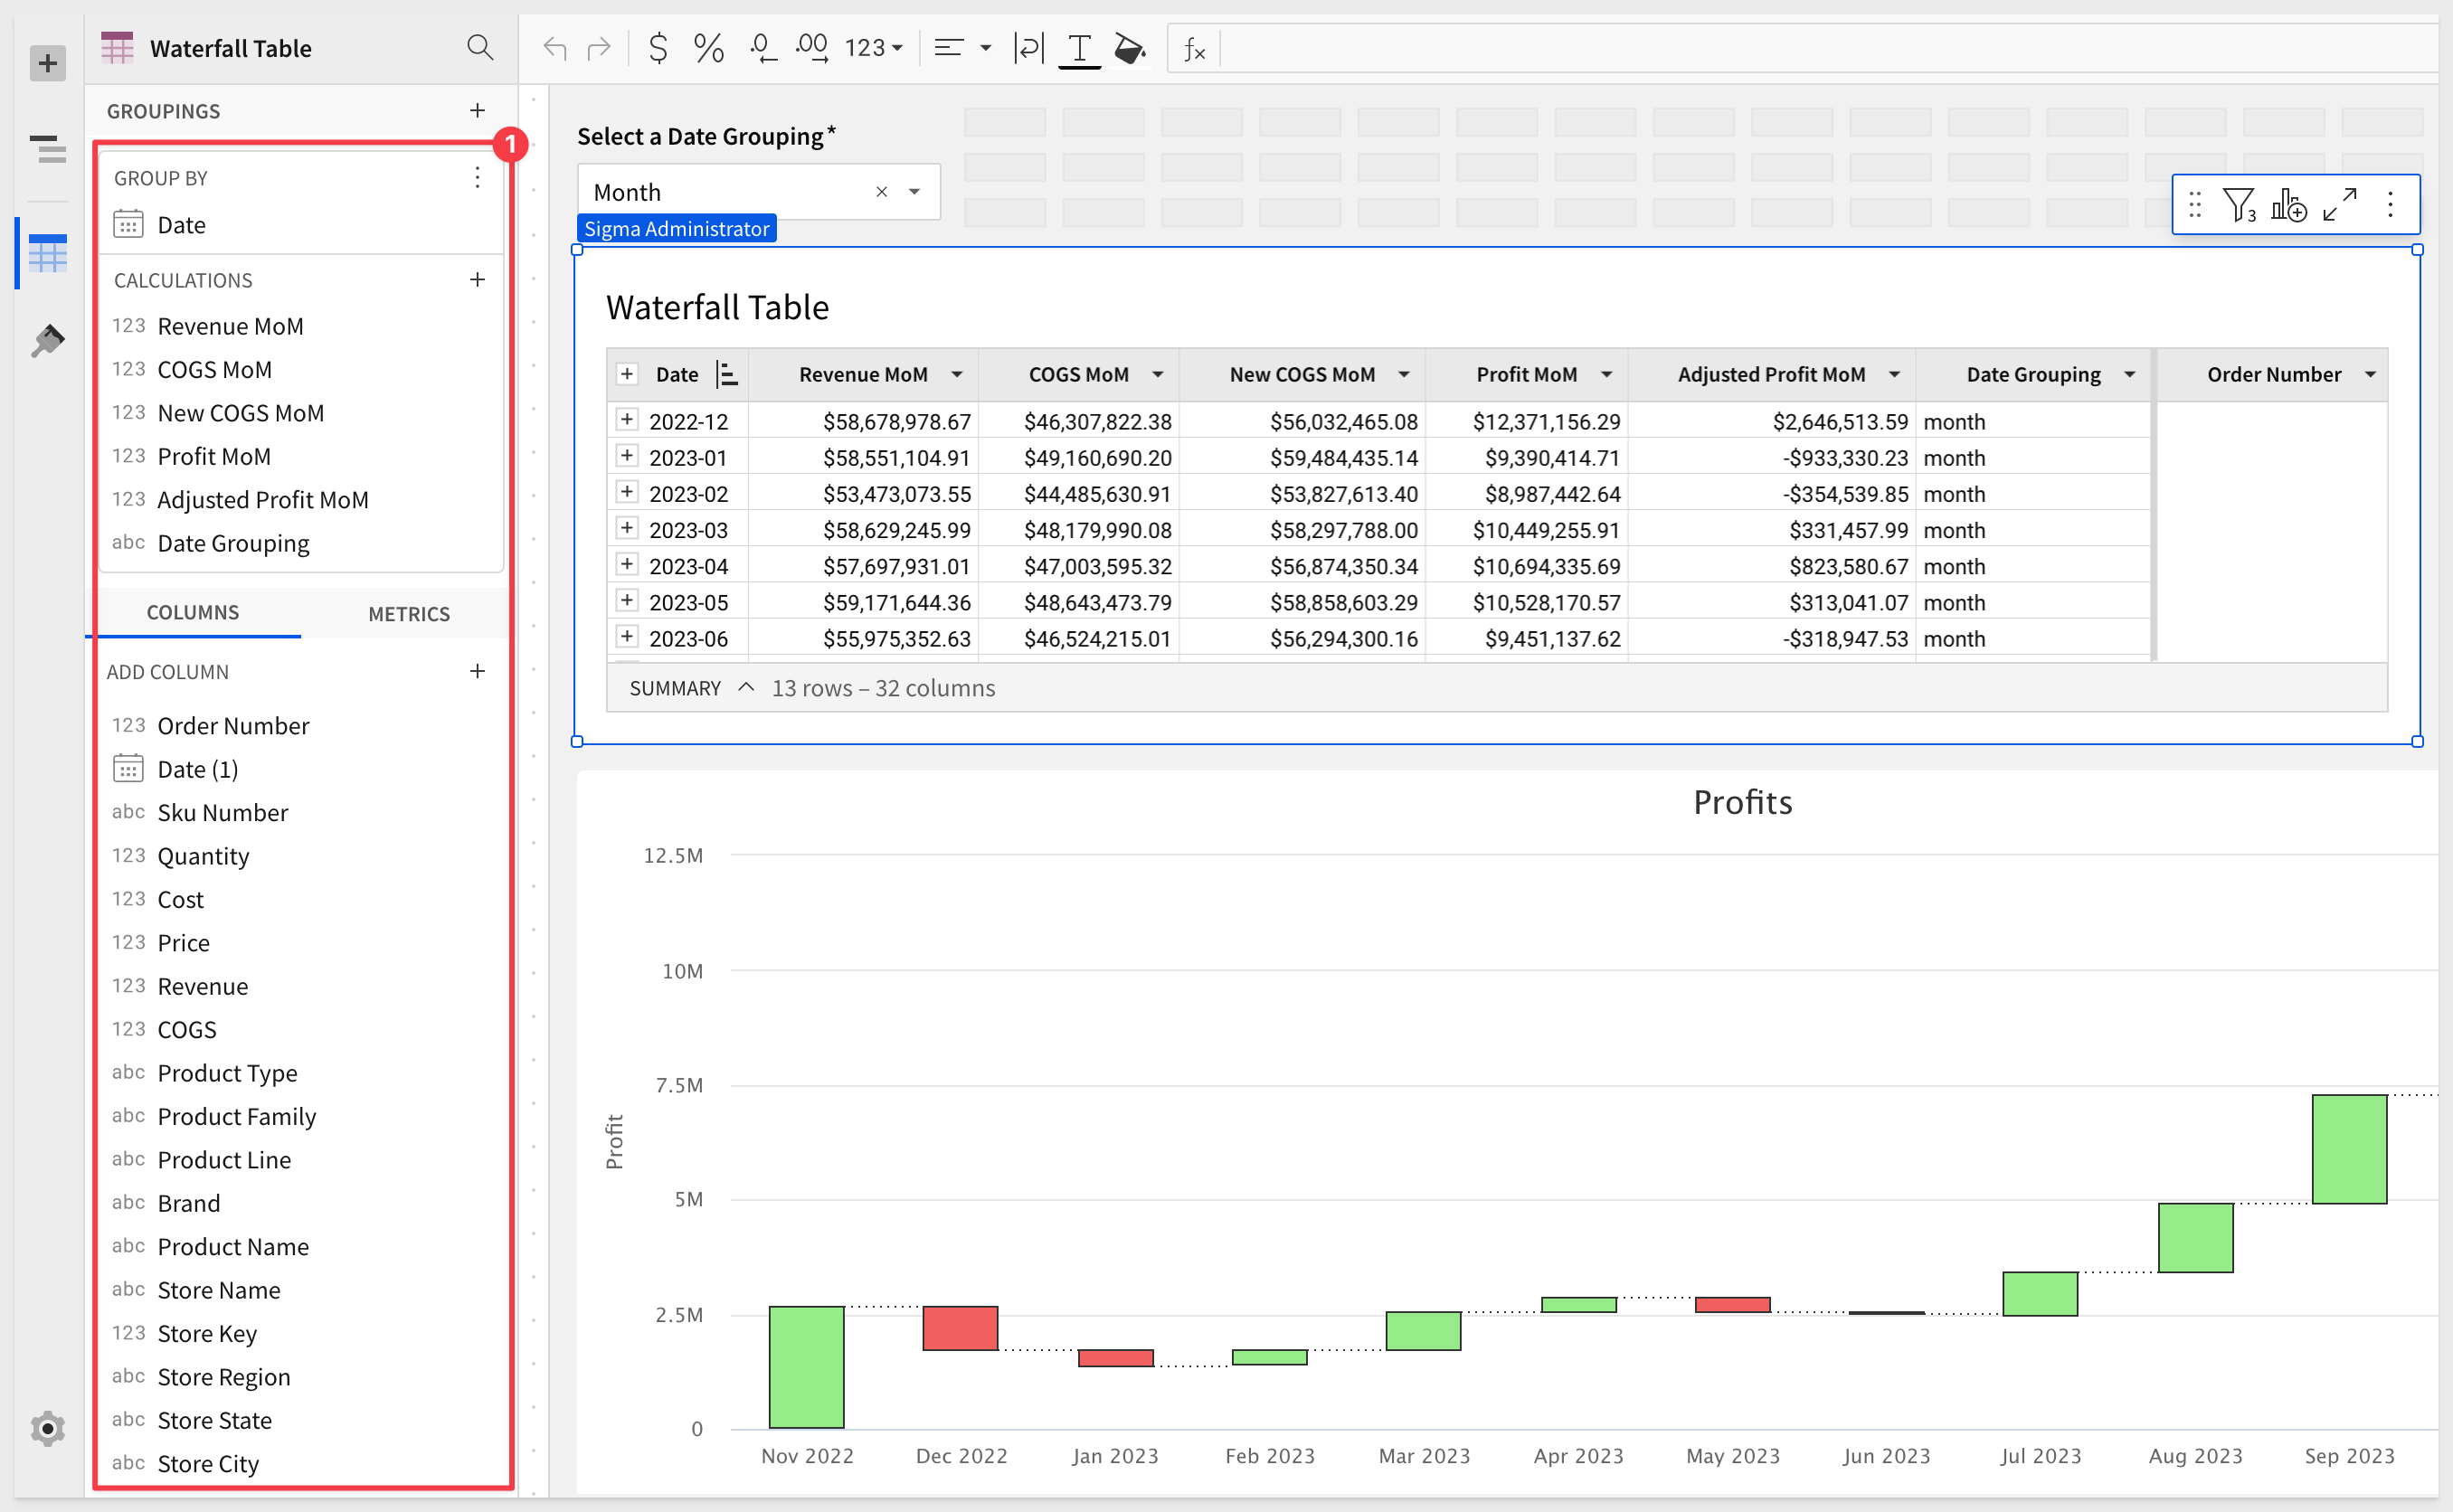 Waterfall Table
123
fx
GROUPINGS
1
GROUP BY
Date
CALCULATIONS
123 Revenue MoM
123 COGS MoM
123 New COGS MoM
123 Profit MoM
123 Adjusted Profit MoM
abc Date Grouping
COLUMNS METRICS
ADD COLUMN
123 Order Number
Date (1)
abc Sku Number
123 Quantity
123 Cost
123 Price
123 Revenue
123 COGS
abc Product Type
abc Product Family
abc Product Line
abc Brand
abc Product Name
abc Store Name
123 Store Key
abc Store Region
abc Store State
abc Store City
$ % .0 .00
Select a Date Grouping*
Month
Sigma Administrator
3
Waterfall Table
Date Revenue MoM COGS MoM New COGS MoM Profit MoM Adjusted Profit MoM Date Grouping Order Number
2022-12 $58,678,978.67 $46,307,822.38 $56,032,465.08 $12,371,156.29 $2,646,513.59 month
2023-01 $58,551,104.91 $49,160,690.20 $59,484,435.14 $9,390,414.71 -$933,330.23 month
2023-02 $53,473,073.55 $44,485,630.91 $53,827,613.40 $8,987,442.64 -$354,539.85 month
2023-03 $58,629,245.99 $48,179,990.08 $58,297,788.00 $10,449,255.91 $331,457.99 month
2023-04 $57,697,931.01 $47,003,595.32 $56,874,350.34 $10,694,335.69 $823,580.67 month
2023-05 $59,171,644.36 $48,643,473.79 $58,858,603.29 $10,528,170.57 $313,041.07 month
2023-06 $55,975,352.63 $46,524,215.01 $56,294,300.16 $9,451,137.62 -$318,947.53 month
SUMMARY 13 rows – 32 columns
Profits
12.5M
10M
7.5M
5M
2.5M
0
Profit
Nov 2022 Dec 2022 Jan 2023 Feb 2023 Mar 2023 Apr 2023 May 2023 Jun 2023 Jul 2023 Aug 2023 Sep 2023